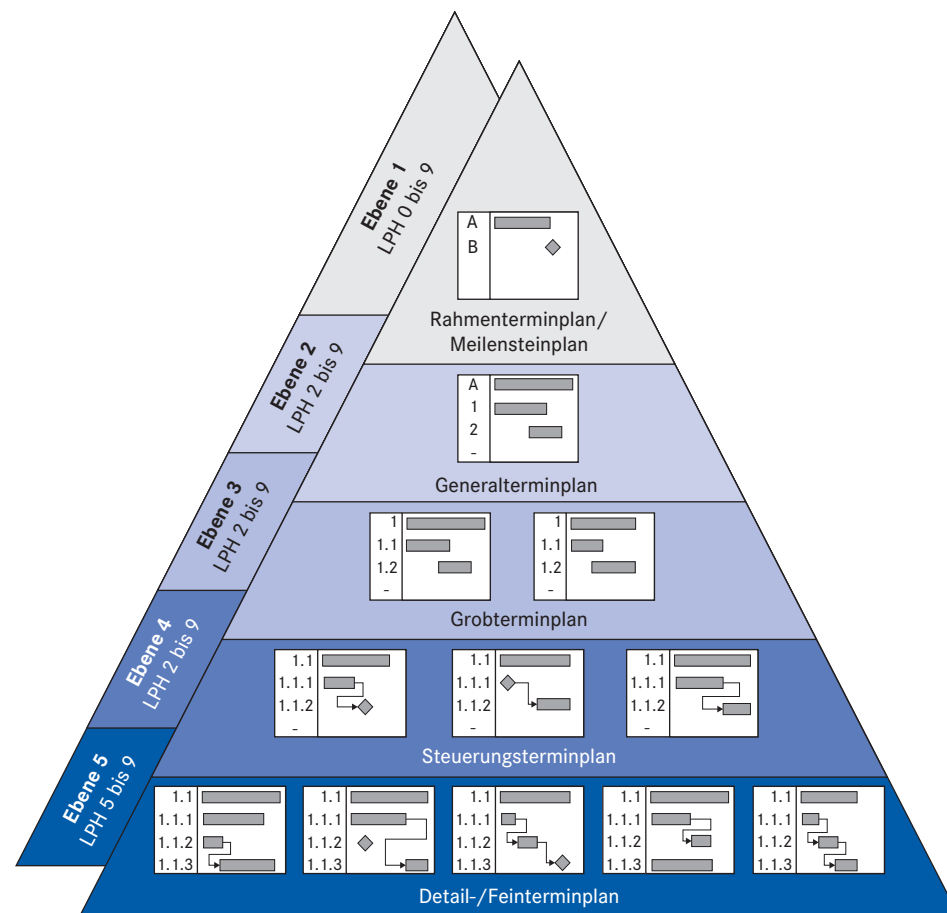 Ebene 1
LPH 0 bis 9
A
B
Rahmenterminplan/
Meilensteinplan
Ebene 2
LPH 2 bis 9
A
1
2
-
Generalterminplan
Ebene 3
LPH 2 bis 9
1
1.1
1.2
-
1
1.1
1.2
-
Grobterminplan
Ebene 4
LPH 2 bis 9
1.1
1.1.1
1.1.2
-
1.1
1.1.1
1.1.2
-
1.1
1.1.1
1.1.2
-
Steuerungsterminplan
Ebene 5
LPH 5 bis 9
1.1
1.1.1
1.1.2
1.1.3
1.1
1.1.1
1.1.2
1.1.3
1.1
1.1.1
1.1.2
1.1.3
1.1
1.1.1
1.1.2
1.1.3
1.1
1.1.1
1.1.2
1.1.3
Detail-/Feinterminplan